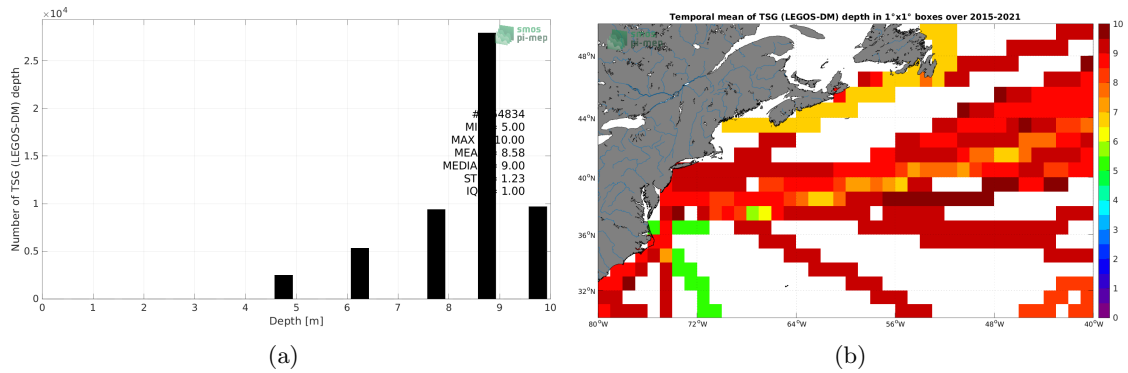 ×10⁴
smos
pi-mep
2.5
2
1.5
1
0.5
0
4834
5.00
MAX 10.00
8.58
MEDIA 9.00
1.23
1.00
0 1 2 3 4 5 6 7 8 9 10
Number of TSG (LEGOS-DM) depth
Depth [m]
(a)
Temporal mean of TSG (LEGOS-DM) depth in 1°x1° boxes over 2015-2021
smos
pi-mep
48°N
44°N
40°N
36°N
32°N
80°W 72°W 64°W 56°W 48°W 40°W
10
9
8
7
6
5
4
3
2
1
0
(b)